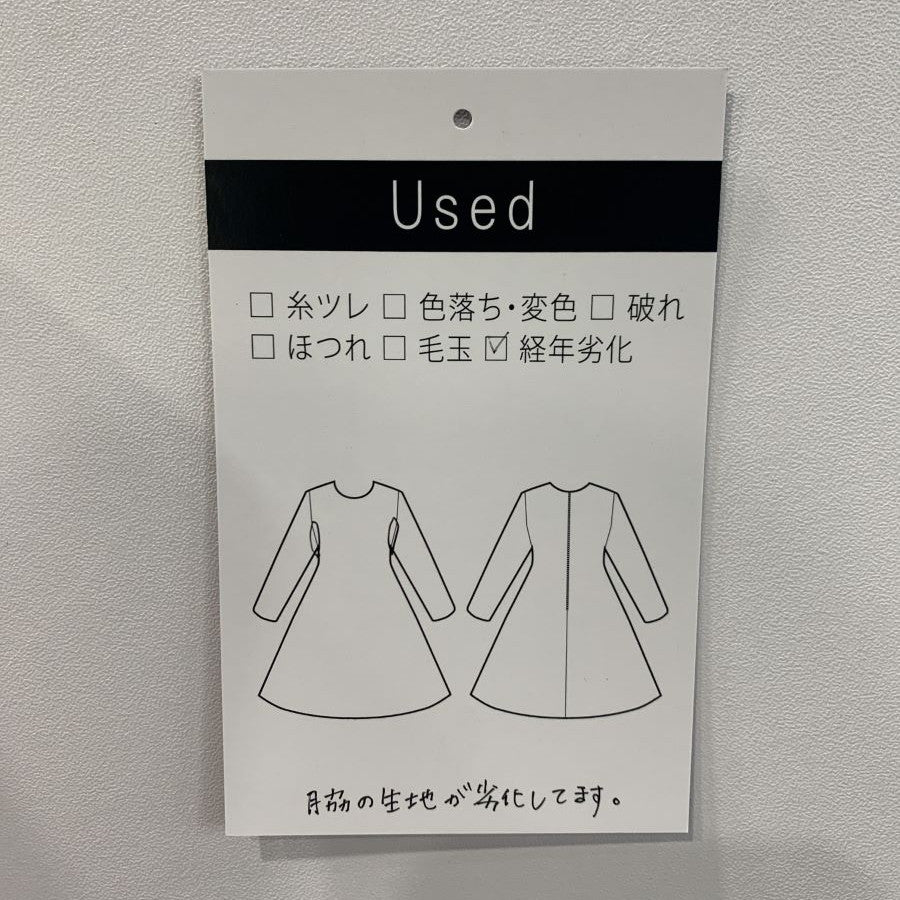 Used
□ 糸ツレ □ 色落ち・変色 □ 破れ
□ ほつれ □ 毛玉 ☑ 経年劣化
脇の生地が劣化してます。